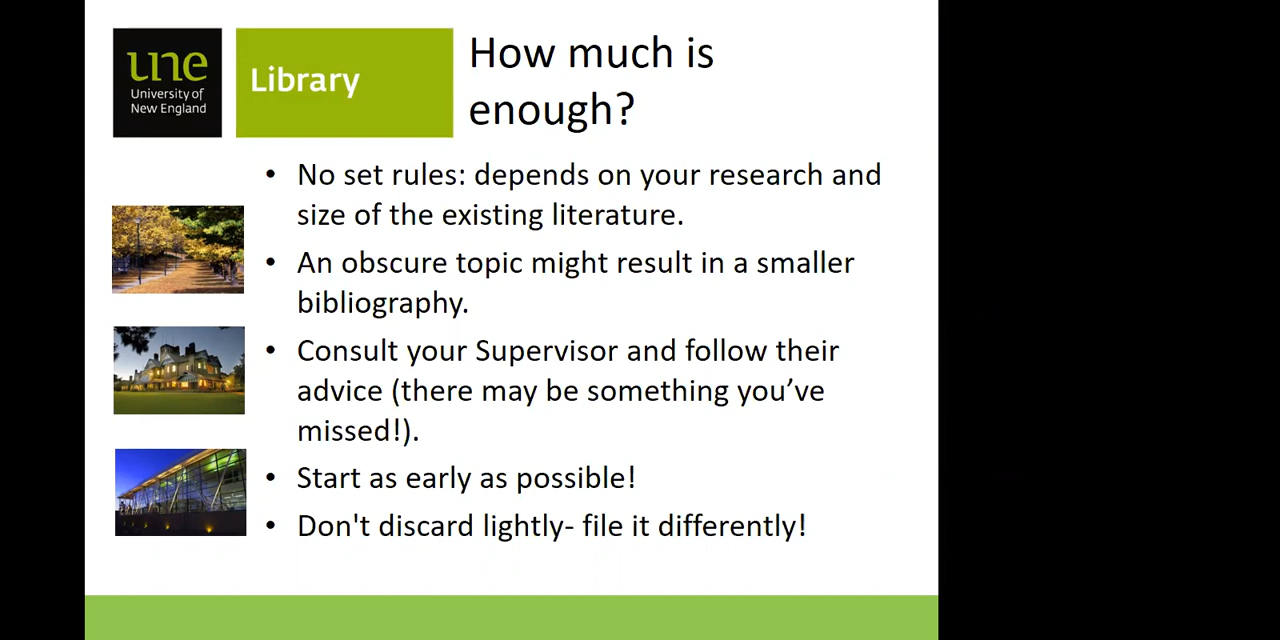 une
University of
New England
Library
How much is
enough?
• No set rules: depends on your research and
size of the existing literature.
• An obscure topic might result in a smaller
bibliography.
• Consult your Supervisor and follow their
advice (there may be something you’ve
missed!).
• Start as early as possible!
• Don't discard lightly- file it differently!